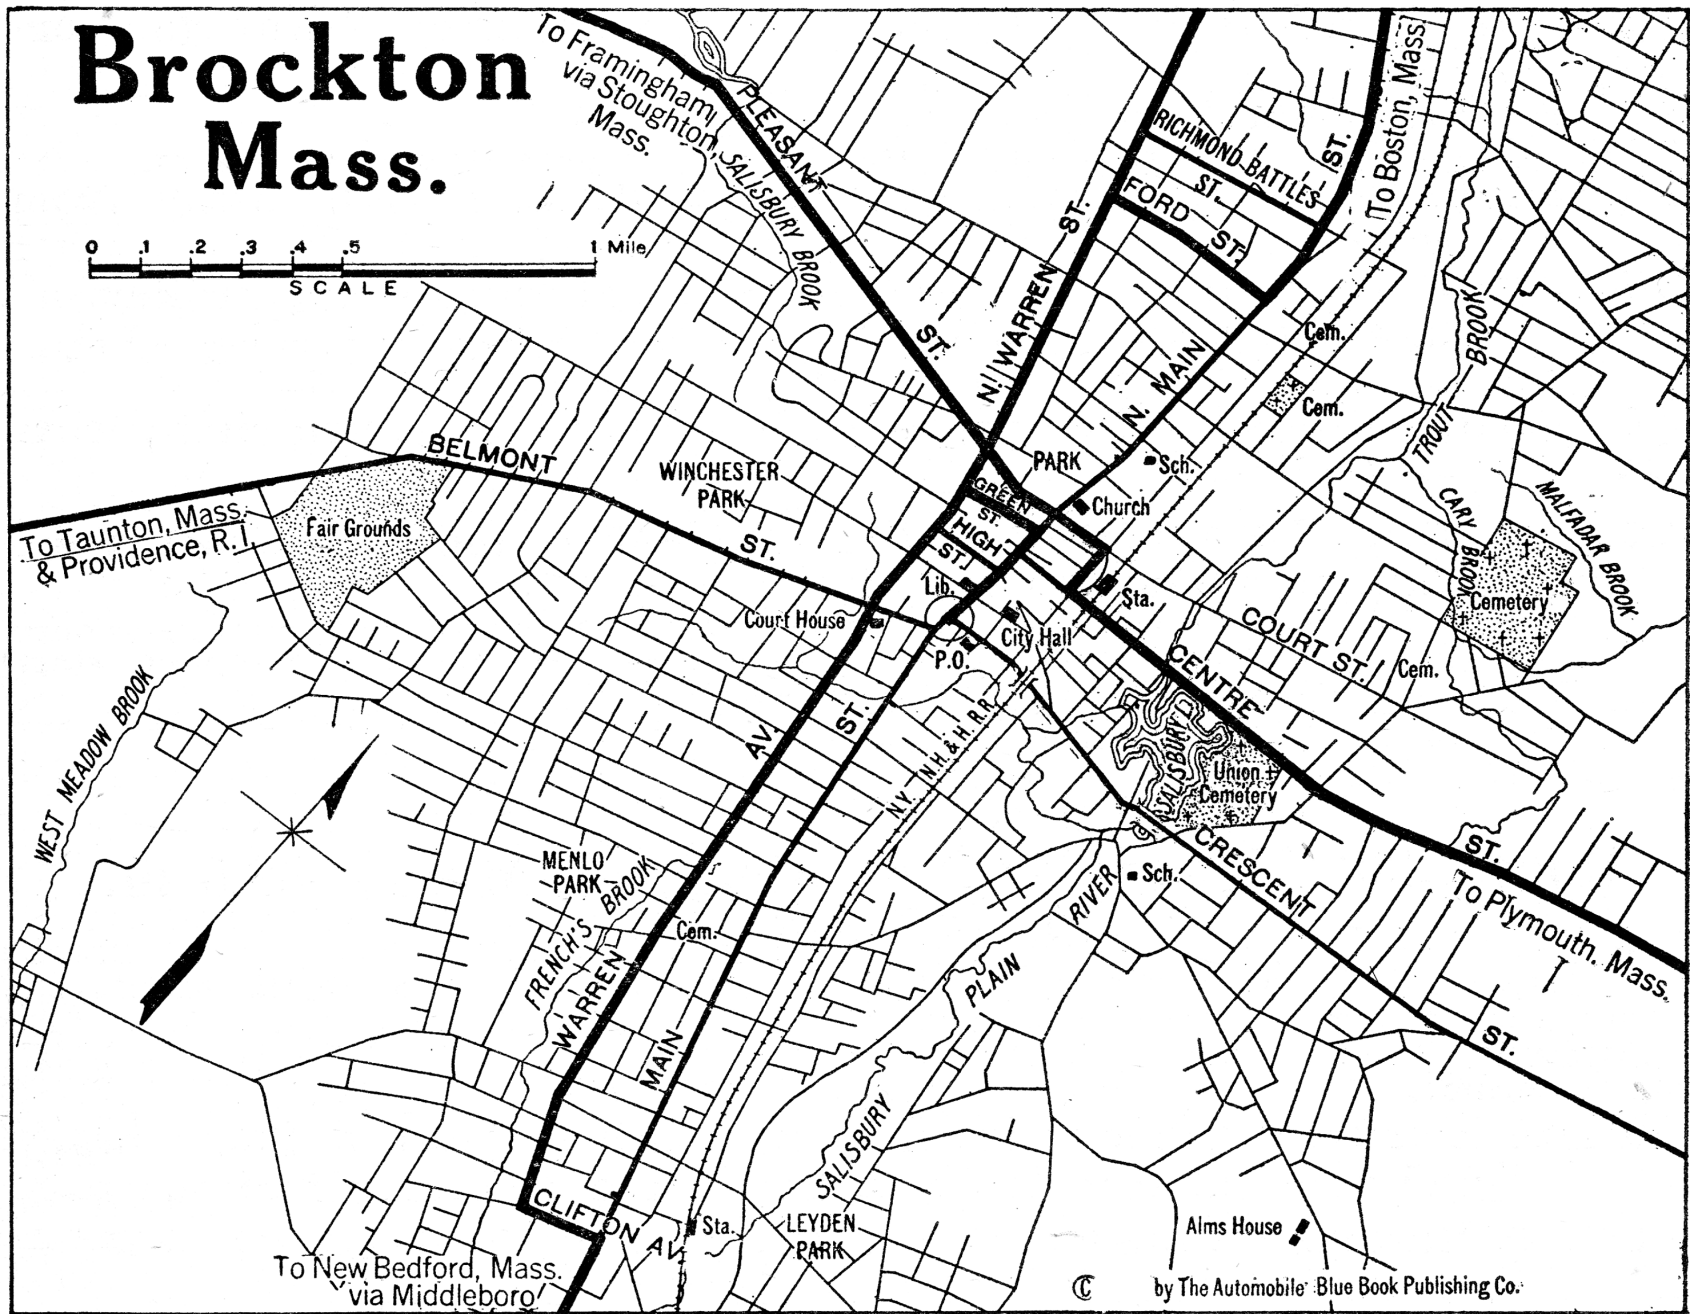 Brockton
Mass.
0 .1 .2 .3 .4 .5 1 Mile
SCALE
To Framingham,
via Stoughton,
Mass.
PLEASANT
ST.
SALISBURY BROOK
RICHMOND
ST.
BATTLES
ST.
FORD
ST.
To Boston, Mass.
N. WARREN
ST.
N. MAIN
TROUT
BROOK
Cem.
Cem.
BELMONT
ST.
WINCHESTER
PARK
PARK
Sch.
GREEN
ST.
Church
HIGH
ST.
CARY
BROOK
MALFADAR BROOK
Fair Grounds
To Taunton, Mass.
& Providence, R.I.
Lib.
Sta.
Cemetery
Court House
City Hall
P.O.
COURT ST.
Cem.
CENTRE
ST.
WEST MEADOW BROOK
AV.
ST.
N.Y. N.H. & H. R.R.
SALISBURY
Union
Cemetery
MENLO
PARK
FRENCH'S BROOK
Cem.
CRESCENT
ST.
Sch.
RIVER
PLAIN
SALISBURY
To Plymouth, Mass.
WARREN
MAIN
CLIFTON AV.
Sta.
LEYDEN
PARK
Alms House
To New Bedford, Mass.
via Middleboro
C by The Automobile Blue Book Publishing Co.